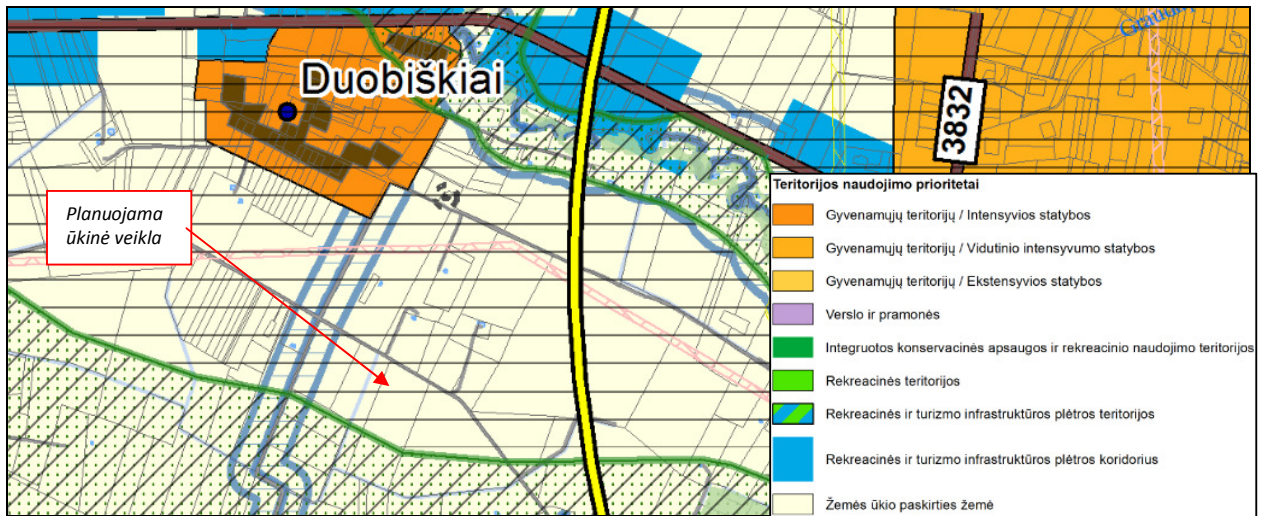 Duobiškiai
3832
Planuojama
ūkinė veikla
Teritorijos naudojimo prioritetai
Gyvenamųjų teritorijų / Intensyvios statybos
Gyvenamųjų teritorijų / Vidutinio intensyvumo statybos
Gyvenamųjų teritorijų / Ekstensyvios statybos
Verslo ir pramonės
Integruotos konservacinės apsaugos ir rekreacinio naudojimo teritorijos
Rekreacinės teritorijos
Rekreacinės ir turizmo infrastruktūros plėtros teritorijos
Rekreacinės ir turizmo infrastruktūros plėtros koridorius
Žemės ūkio paskirties žemė